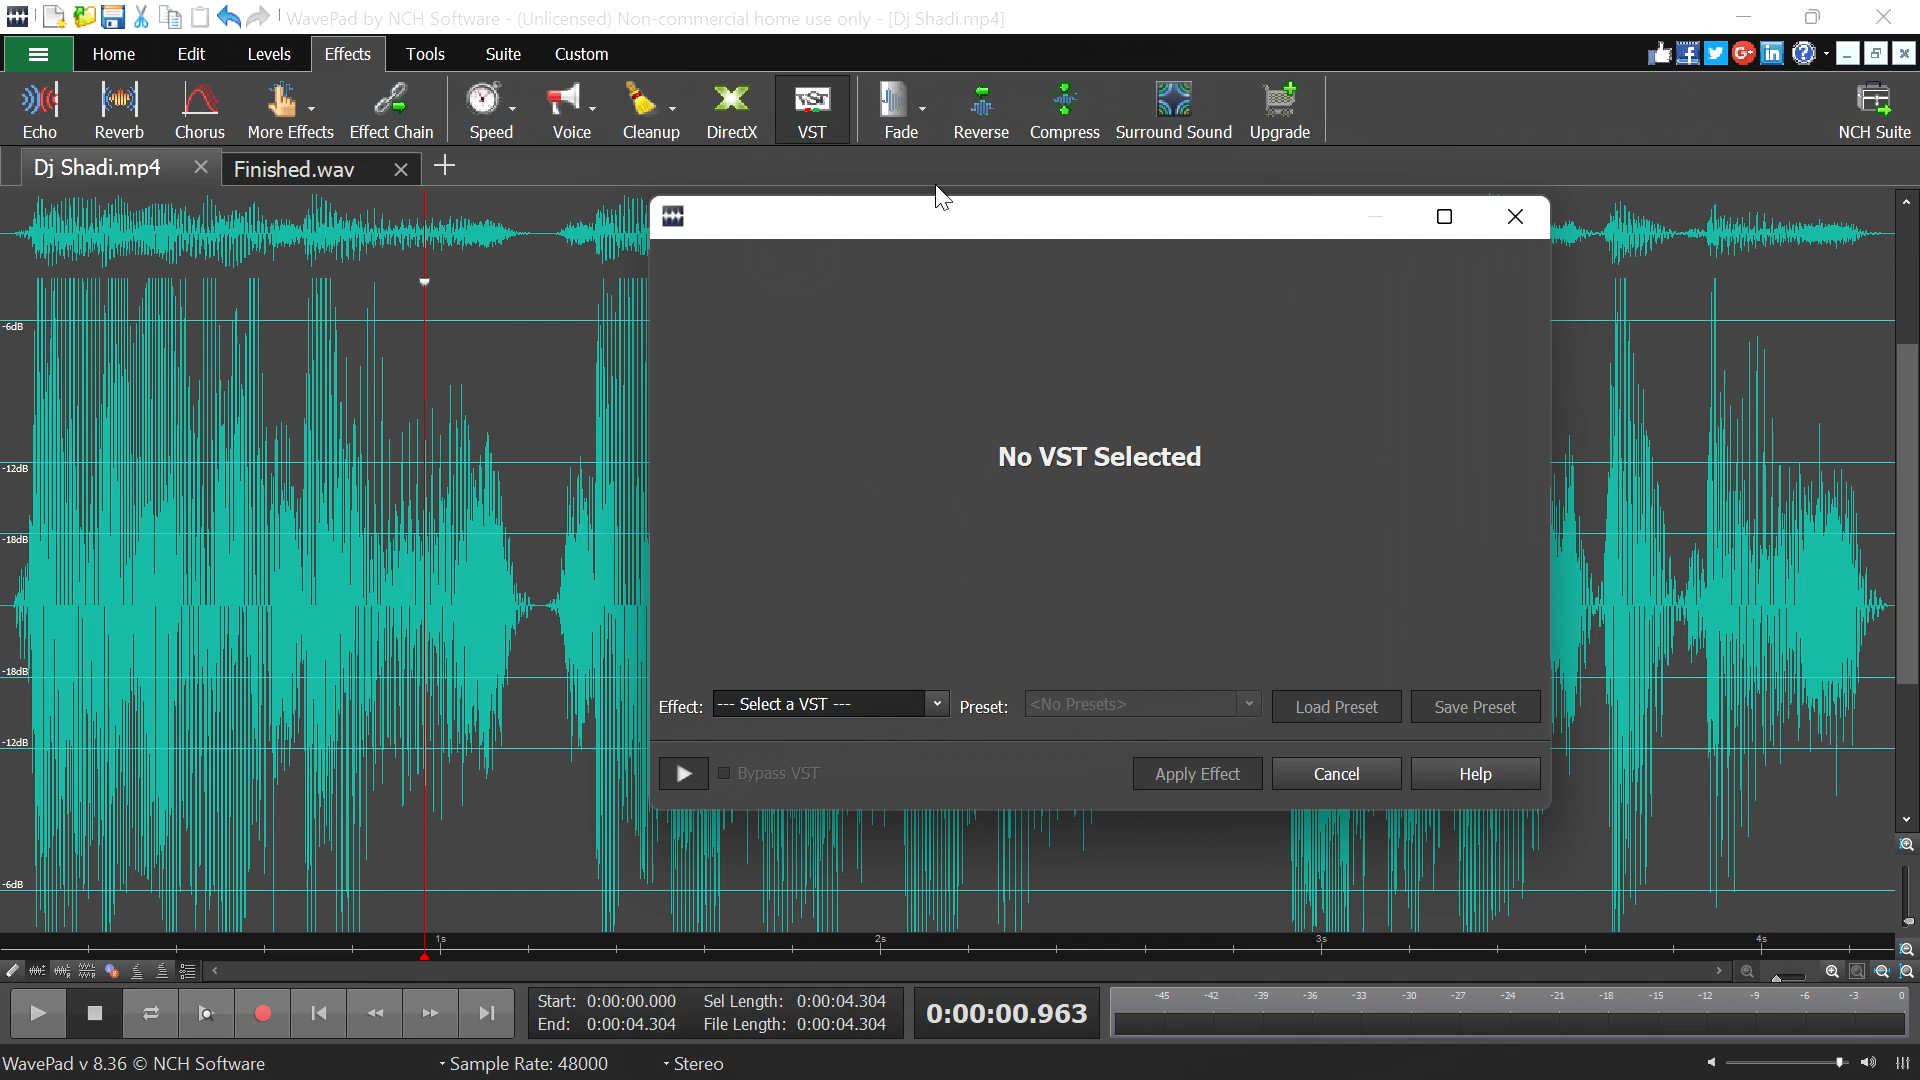 WavePad by NCH Software - (Unlicensed) Non-commercial home use only - [Dj Shadi.mp4]
Home Edit Levels Effects Tools Suite Custom
Echo Reverb Chorus More Effects Effect Chain Speed Voice Cleanup DirectX VST Fade Reverse Compress Surround Sound Upgrade NCH Suite
Dj Shadi.mp4 Finished.wav
-6dB
-12dB
-18dB
-18dB
-12dB
-6dB
No VST Selected
Effect: --- Select a VST --- Preset: <No Presets> Load Preset Save Preset
Bypass VST Apply Effect Cancel Help
1s 2s 3s 4s
Start: 0:00:00.000 Sel Length: 0:00:04.304
End: 0:00:04.304 File Length: 0:00:04.304
0:00:00.963
-45 -42 -39 -36 -33 -30 -27 -24 -21 -18 -15 -12 -9 -6 -3 0
WavePad v 8.36 © NCH Software Sample Rate: 48000 Stereo